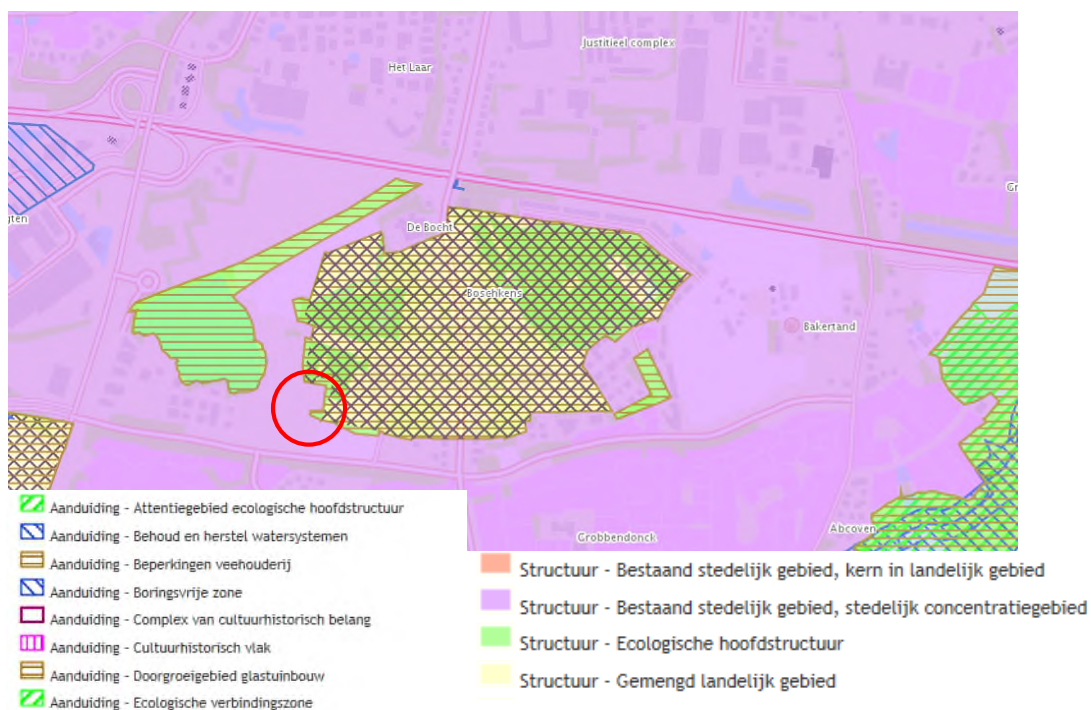 Justitieel complex
Het Laar
De Bocht
Boschkens
Bakertand
Grobbendonck
Abcoven
Aanduiding - Attentiegebied ecologische hoofdstructuur
Aanduiding - Behoud en herstel watersystemen
Aanduiding - Beperkingen veehouderij
Aanduiding - Boringsvrije zone
Aanduiding - Complex van cultuurhistorisch belang
Aanduiding - Cultuurhistorisch vlak
Aanduiding - Doorgroeigebied glastuinbouw
Aanduiding - Ecologische verbindingszone
Structuur - Bestaand stedelijk gebied, kern in landelijk gebied
Structuur - Bestaand stedelijk gebied, stedelijk concentratiegebied
Structuur - Ecologische hoofdstructuur
Structuur - Gemengd landelijk gebied